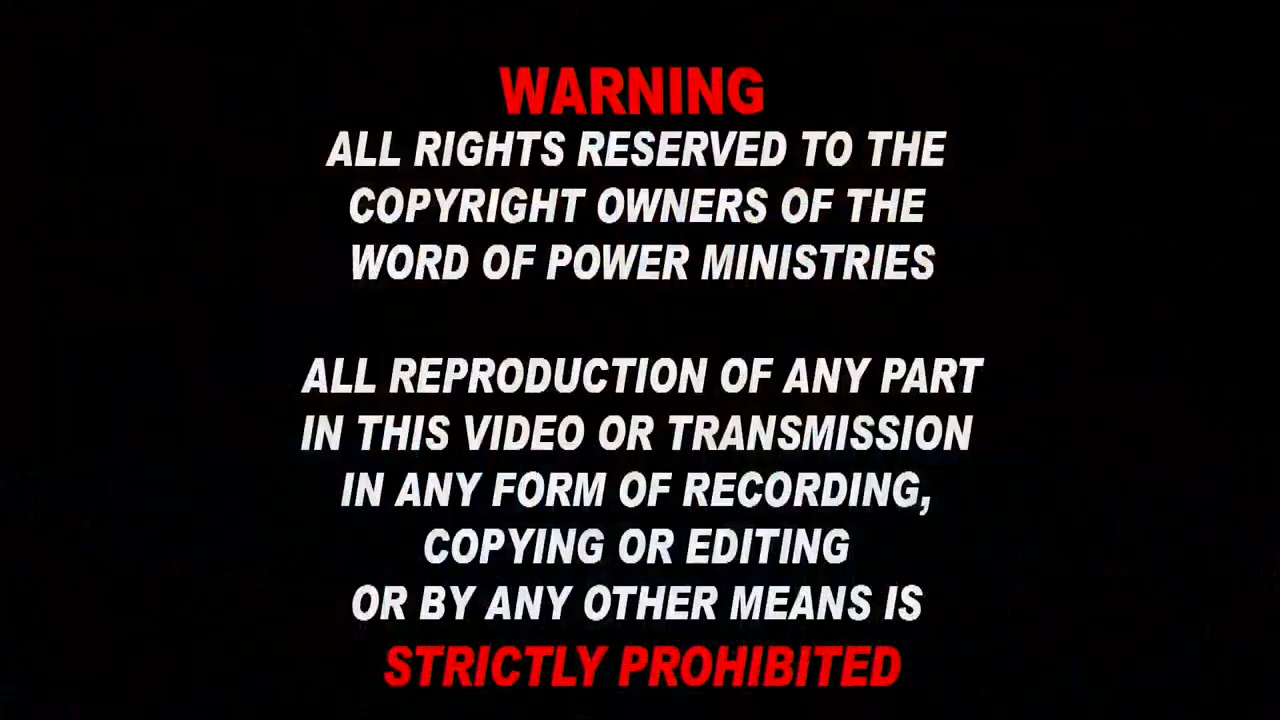 WARNING
ALL RIGHTS RESERVED TO THE
COPYRIGHT OWNERS OF THE
WORD OF POWER MINISTRIES
ALL REPRODUCTION OF ANY PART
IN THIS VIDEO OR TRANSMISSION
IN ANY FORM OF RECORDING,
COPYING OR EDITING
OR BY ANY OTHER MEANS IS
STRICTLY PROHIBITED